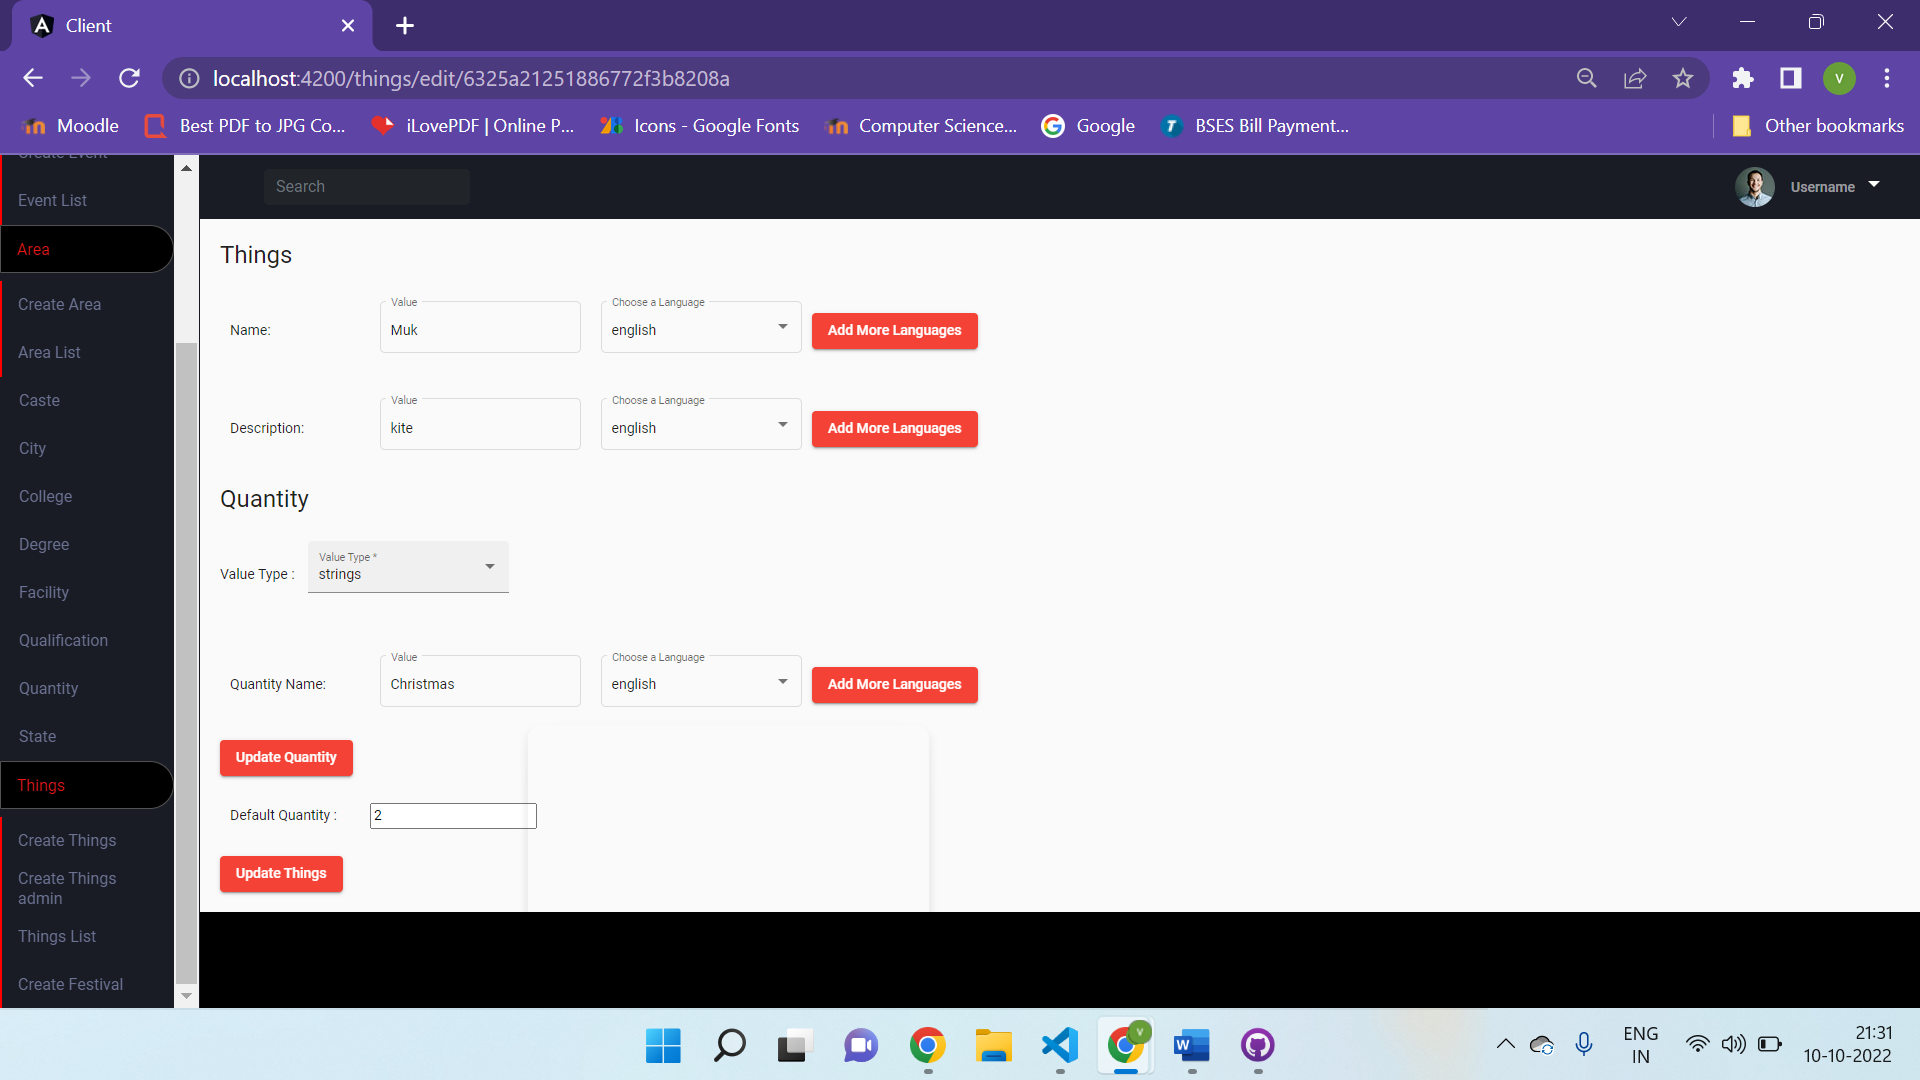 Client
localhost:4200/things/edit/6325a21251886772f3b8208a
V
Moodle
Best PDF to JPG Co...
iLovePDF | Online P...
Icons - Google Fonts
Computer Science...
Google
BSES Bill Payment...
Other bookmarks
Create Event
Event List
Area
Create Area
Area List
Caste
City
College
Degree
Facility
Qualification
Quantity
State
Things
Create Things
Create Things
admin
Things List
Create Festival
Search
Username
Things
Name:
Value
Muk
Choose a Language
english
Add More Languages
Description:
Value
kite
Choose a Language
english
Add More Languages
Quantity
Value Type :
Value Type *
strings
Quantity Name:
Value
Christmas
Choose a Language
english
Add More Languages
Update Quantity
Default Quantity :
2
Update Things
V
W
ENG
IN
21:31
10-10-2022